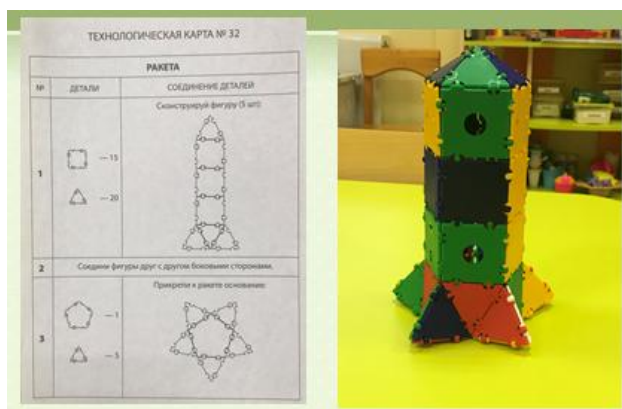 ТЕХНОЛОГИЧЕСКАЯ КАРТА № 32
РАКЕТА
№ ДЕТАЛИ СОЕДИНЕНИЕ ДЕТАЛЕЙ
Сконструируй фигуру (5 шт):
1
— 15
— 20
2 Соедини фигуры друг с другом боковыми сторонами.
Прикрепи к ракете основание:
3
— 1
— 5